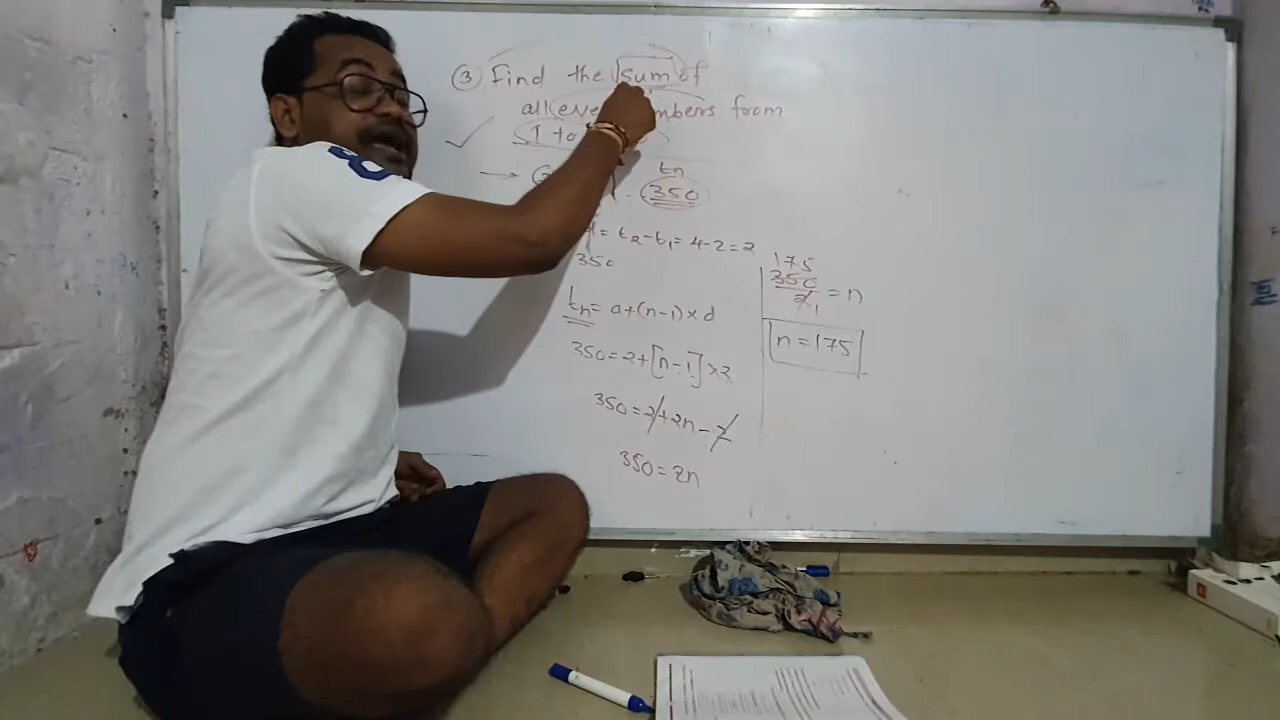 ③ Find the sum of
all numbers from
1 to
→ tn
350
d = t₂-t₁ = 4-2=2
350
tn = a+(n-1)×d
350=2+[n-1]×2
350=2+2n-2
350=2n
175
350/2 1 = n
n=175